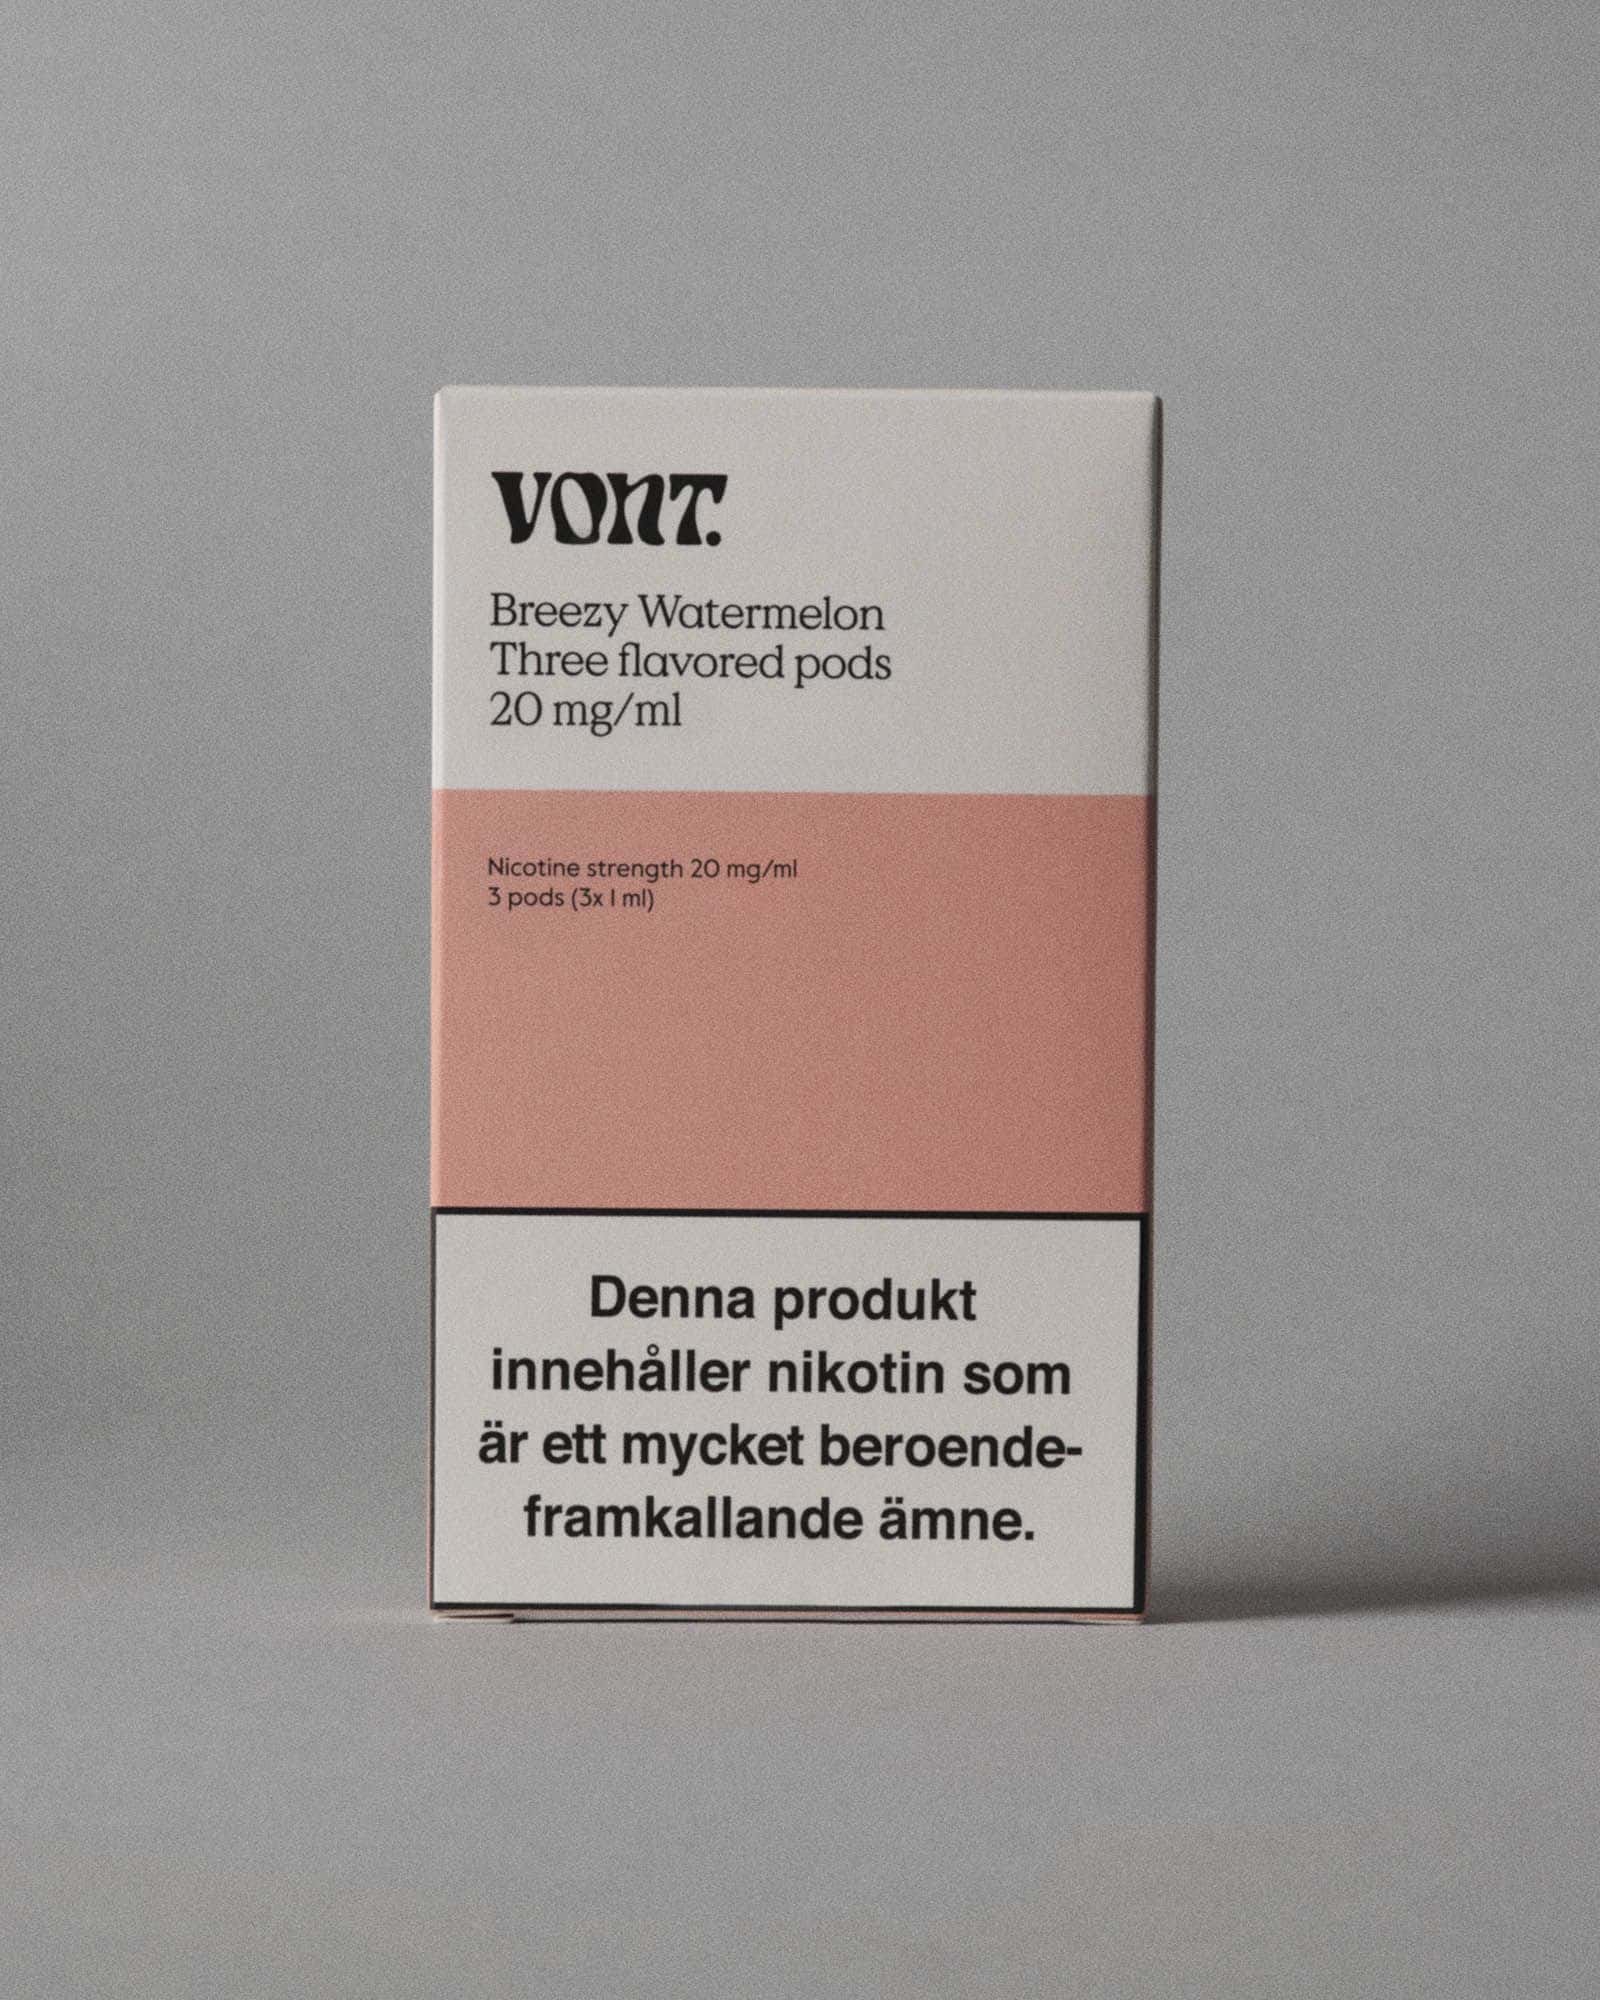 VONT.
Breezy Watermelon
Three flavored pods
20 mg/ml
Nicotine strength 20 mg/ml
3 pods (3x 1 ml)
Denna produkt
innehåller nikotin som
är ett mycket beroende-
framkallande ämne.